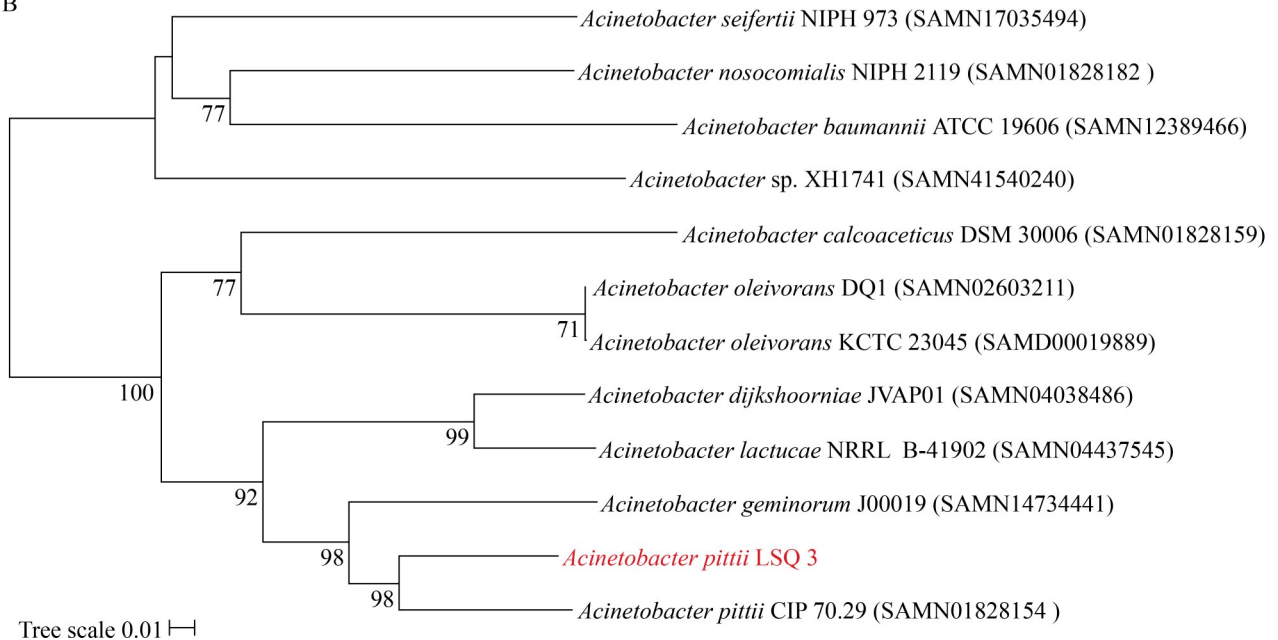 B
Acinetobacter seifertii NIPH 973 (SAMN17035494)
Acinetobacter nosocomialis NIPH 2119 (SAMN01828182 )
77
Acinetobacter baumannii ATCC 19606 (SAMN12389466)
Acinetobacter sp. XH1741 (SAMN41540240)
Acinetobacter calcoaceticus DSM 30006 (SAMN01828159)
77
Acinetobacter oleivorans DQ1 (SAMN02603211)
71
Acinetobacter oleivorans KCTC 23045 (SAMD00019889)
100
Acinetobacter dijkshoorniae JVAP01 (SAMN04038486)
99
Acinetobacter lactucae NRRL  B-41902 (SAMN04437545)
92
Acinetobacter geminorum J00019 (SAMN14734441)
98
Acinetobacter pittii LSQ 3
98
Acinetobacter pittii CIP 70.29 (SAMN01828154 )
Tree scale 0.01